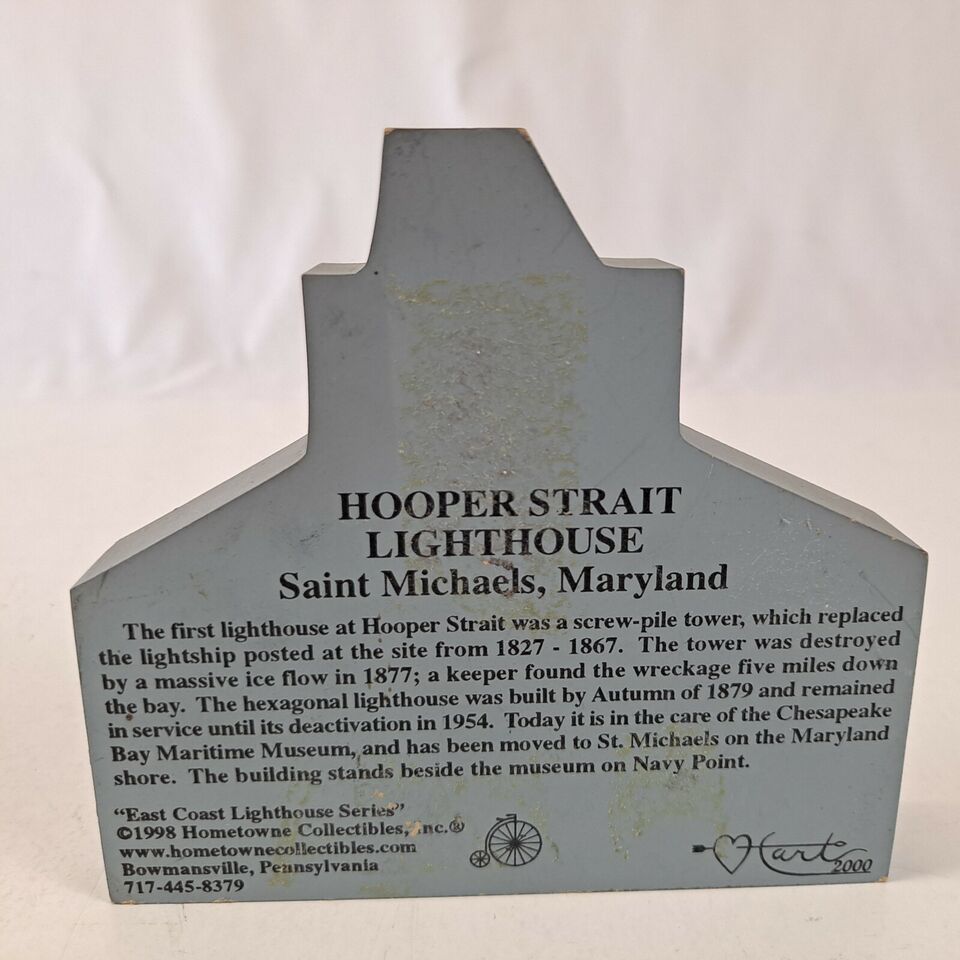 HOOPER STRAIT
LIGHTHOUSE
Saint Michaels, Maryland
The first lighthouse at Hooper Strait was a screw-pile tower, which replaced
the lightship posted at the site from 1827 - 1867. The tower was destroyed
by a massive ice flow in 1877; a keeper found the wreckage five miles down
the bay. The hexagonal lighthouse was built by Autumn of 1879 and remained
in service until its deactivation in 1954. Today it is in the care of the Chesapeake
Bay Maritime Museum, and has been moved to St. Michaels on the Maryland
shore. The building stands beside the museum on Navy Point.
"East Coast Lighthouse Series"
©1998 Hometowne Collectibles, Inc.®
www.hometownecollectibles.com
Bowmansville, Pennsylvania
717-445-8379
2000